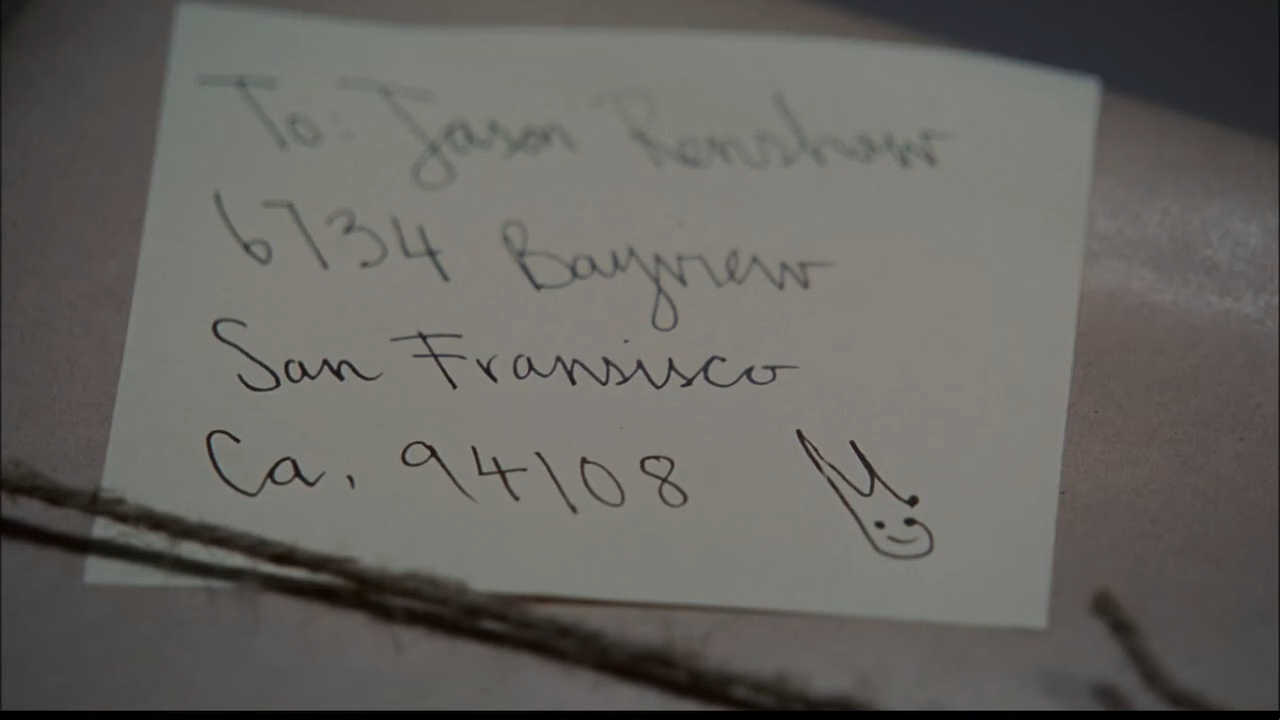 To: Jason Renshaw
6734 Bayview
San Fransisco
Ca, 94108